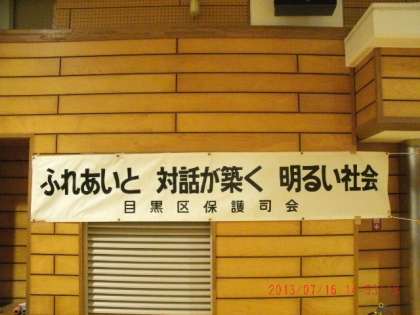 ふれあいと 対話が築く 明るい社会
目黒区保護司会
2013/07/16